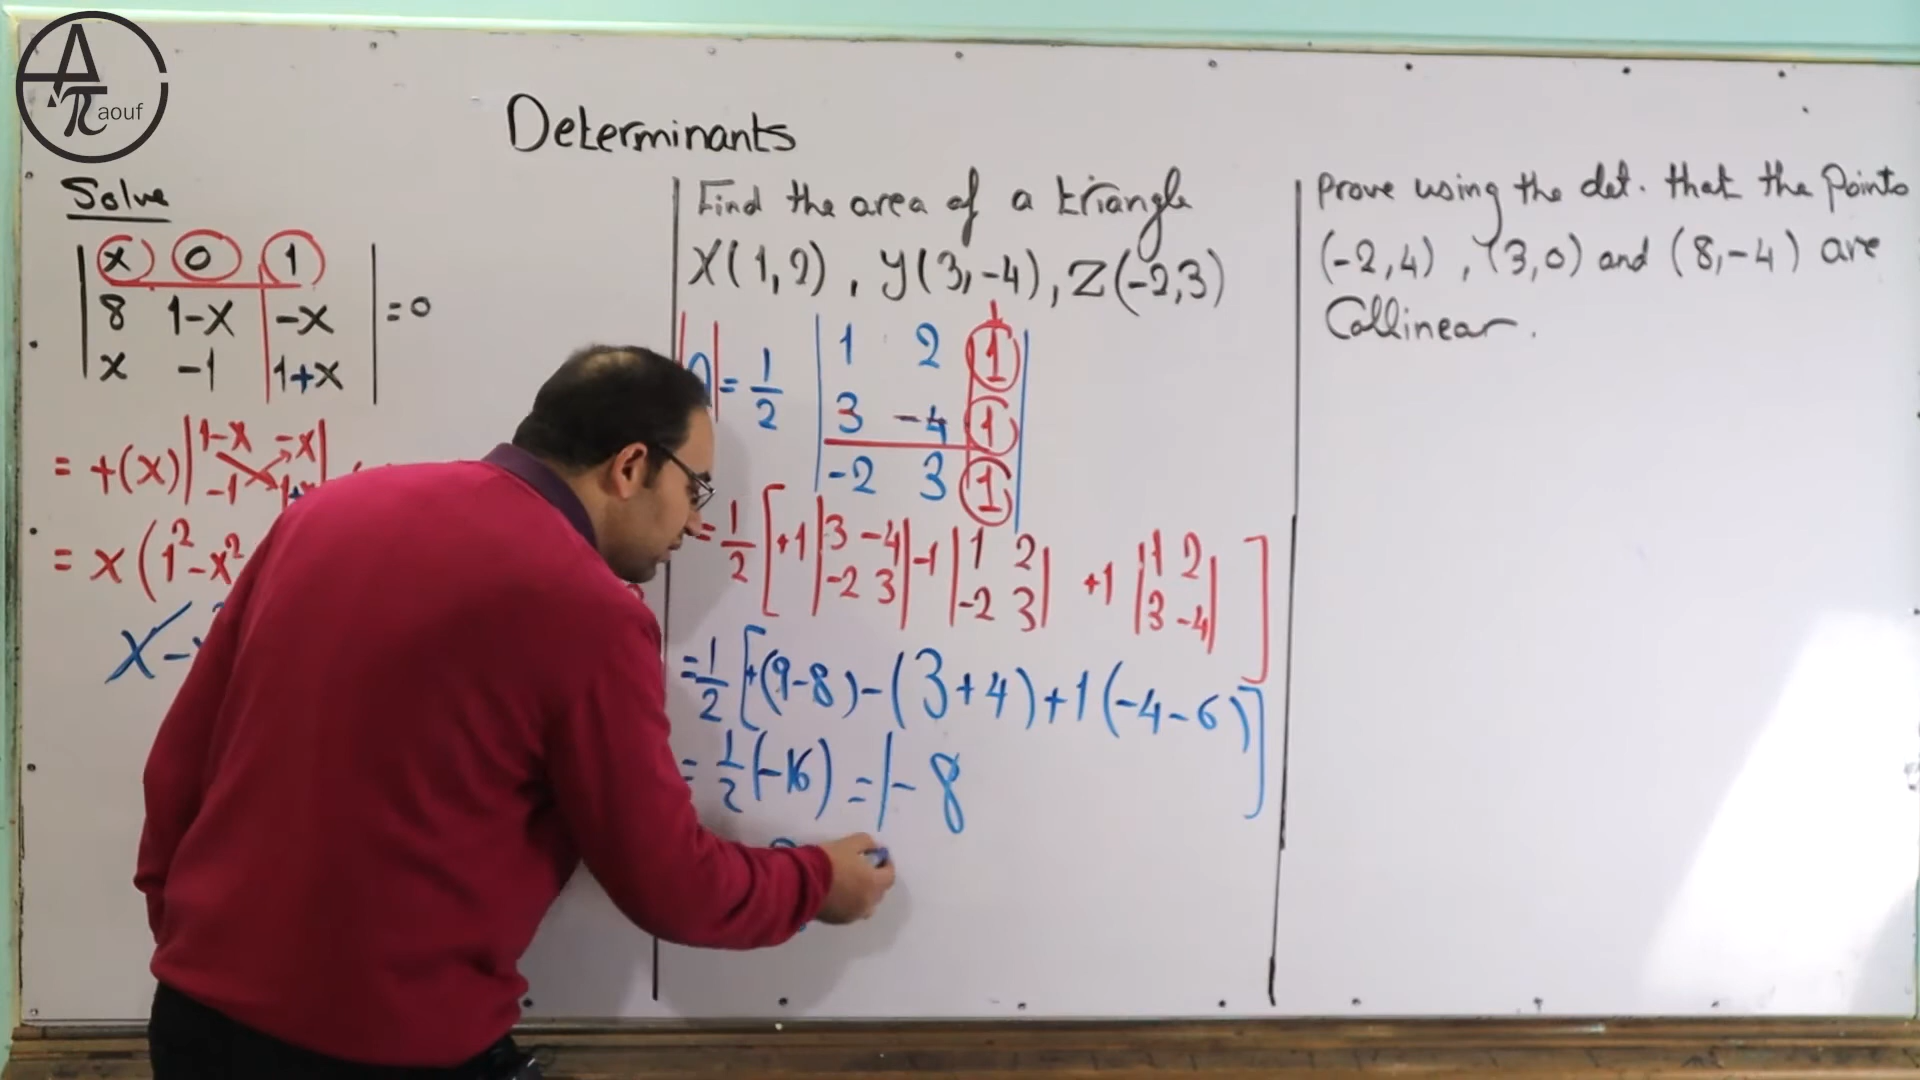 aouf
Determinants
Solve
| x 0 1 |
| 8 1-x -x | = 0
| x -1 1+x |
= +(x) | 1-x -x |
-1
= x (1² - x²
x -
Find the area of a triangle
X(1,2), Y(3,-4), Z(-2,3)
= 1/2 | 1 2 1 |
| 3 -4 1 |
| -2 3 1 |
= 1/2 [ +1 | 3 -4 | -1 | 1 2 | +1 | 1 2 | ]
| -2 3 | | -2 3 | | 3 -4 |
= 1/2 [ +(9-8) - (3+4) + 1(-4-6) ]
= 1/2 (-16) = |-8
Prove using the det. that the Points
(-2,4), (3,0) and (8,-4) are
Collinear.